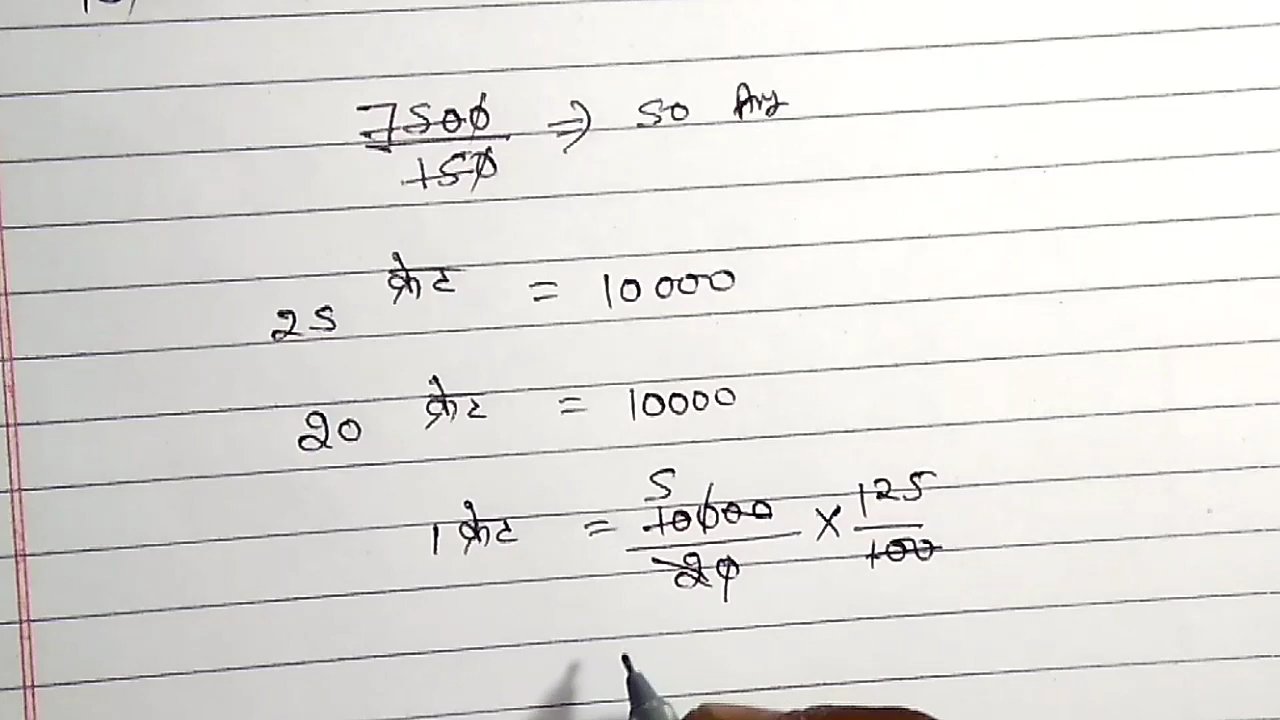 7500
150
⇒ 50 Ans
25 क्रेट = 10000
20 क्रेट = 10000
5
1 क्रेट = 10000 × 125
20 100